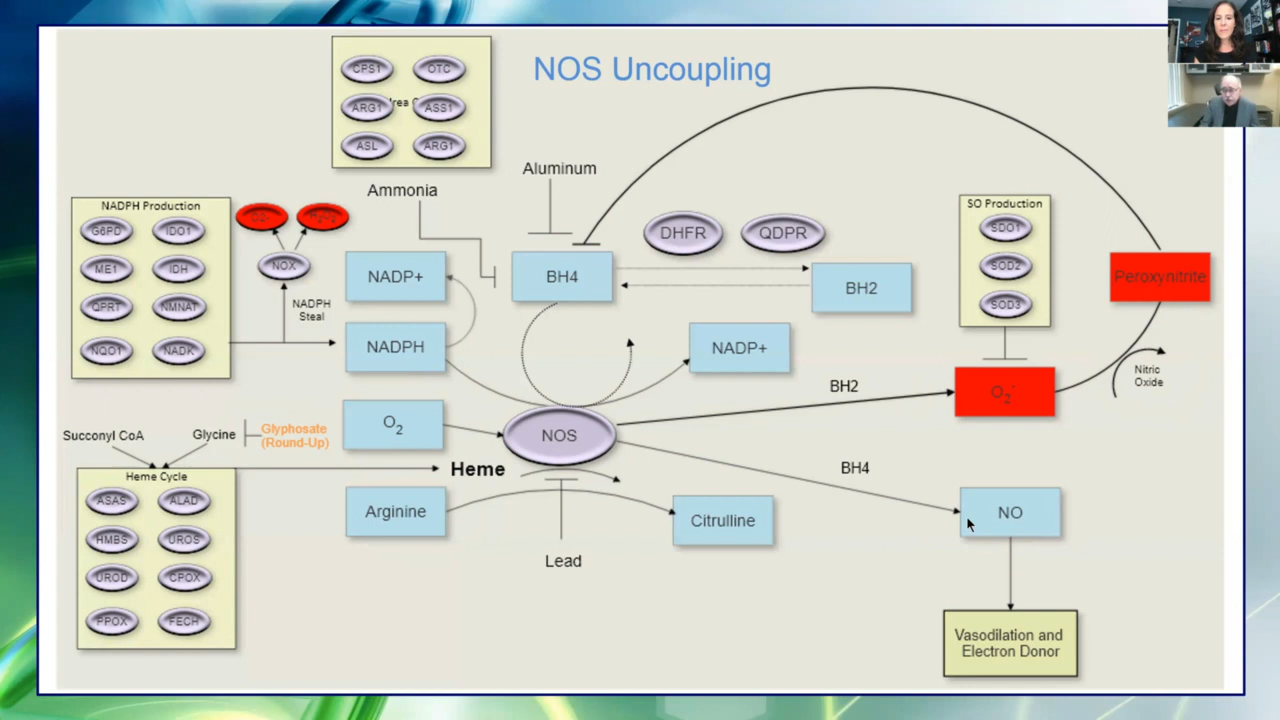 NOS Uncoupling
CPS1
OTC
ARG1
ASS1
ASL
ARG1
Aluminum
Ammonia
NADPH Production
G6PD
IDO1
ME1
IDH
QPRT
NMNAT
NQO1
NADK
NOX
NADPH
Steal
NADP+
NADPH
BH4
DHFR
QDPR
BH2
NADP+
SO Production
SDO1
SOD2
SOD3
Peroxynitrite
O2-
Nitric
Oxide
BH2
O2
NOS
Succonyl CoA
Glycine
Glyphosate
(Round-Up)
Heme Cycle
ASAS
ALAD
HMBS
UROS
UROD
CPOX
PPOX
FECH
Heme
Arginine
Citrulline
Lead
BH4
NO
Vasodilation and
Electron Donor